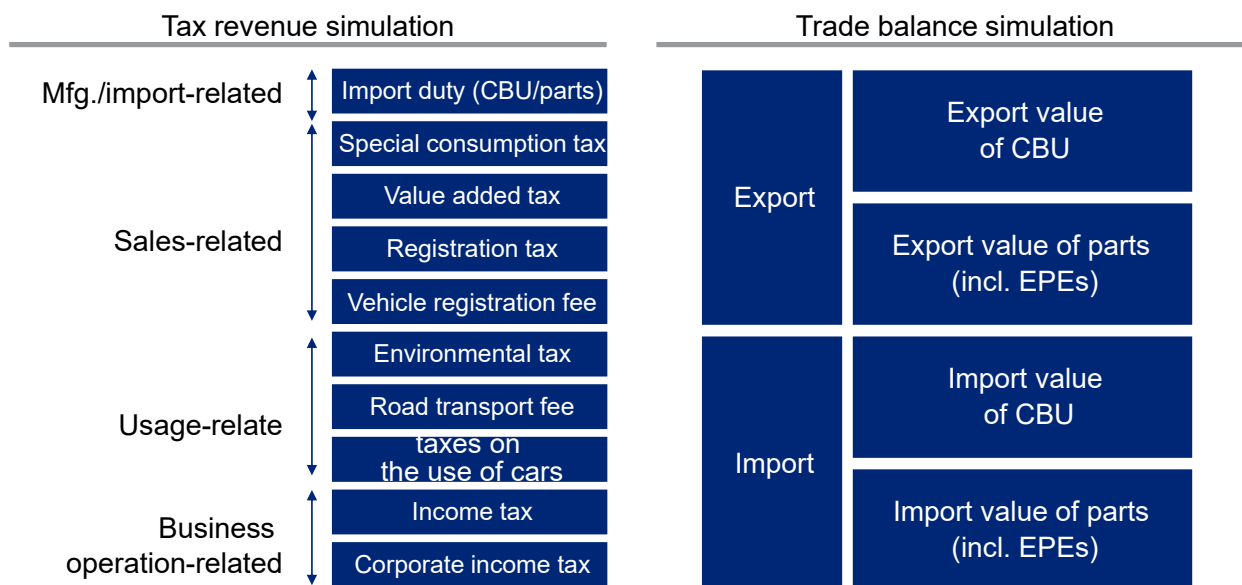 Tax revenue simulation
Mfg./import-related
Import duty (CBU/parts)
Sales-related
Special consumption tax
Value added tax
Registration tax
Vehicle registration fee
Usage-relate
Environmental tax
Road transport fee
taxes on
the use of cars
Business
operation-related
Income tax
Corporate income tax
Trade balance simulation
Export
Export value
of CBU
Export value of parts
(incl. EPEs)
Import
Import value
of CBU
Import value of parts
(incl. EPEs)